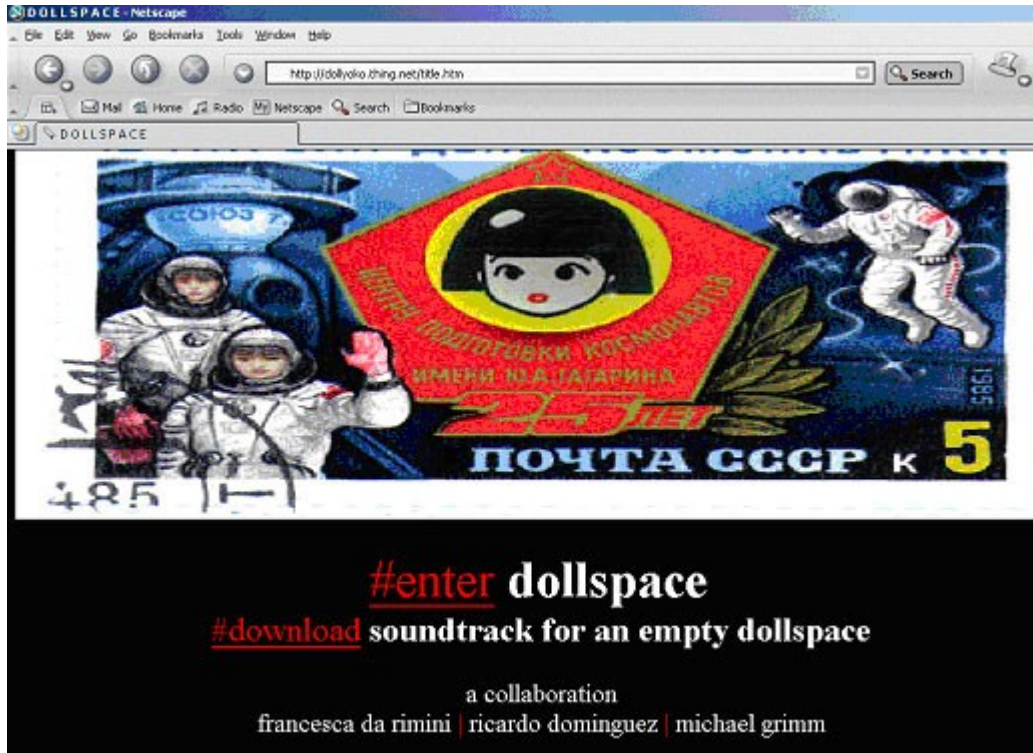 DOLLSPACE - Netscape
File Edit View Go Bookmarks Tools Window Help
http://dollyoko.thing.net/title.htm
Search
Mail Home Radio My Netscape Search Bookmarks
DOLLSPACE
СОЮЗ Т
ЦЕНТРУ ПОДГОТОВКИ КОСМОНАВТОВ
ИМЕНИ Ю.А.ГАГАРИНА
25 ЛЕТ
1985
ПОЧТА СССР К 5
485
#enter dollspace
#download soundtrack for an empty dollspace
a collaboration
francesca da rimini | ricardo dominguez | michael grimm